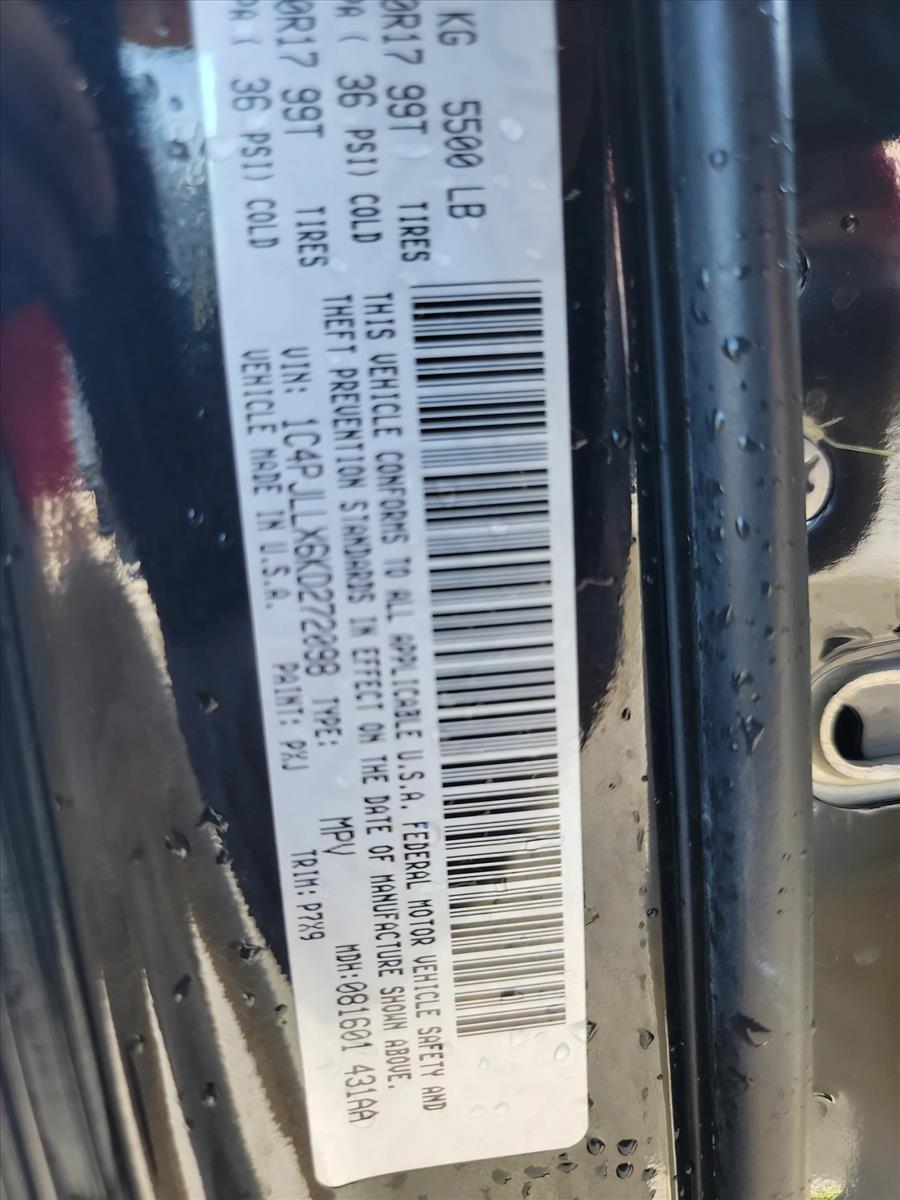 KG 5500 LB
0R17 99T TIRES
PA ( 36 PSI) COLD
0R17 99T TIRES
PA ( 36 PSI) COLD
THIS VEHICLE CONFORMS TO ALL APPLICABLE U.S.A. FEDERAL MOTOR VEHICLE SAFETY AND
THEFT PREVENTION STANDARDS IN EFFECT ON THE DATE OF MANUFACTURE SHOWN ABOVE.
VIN: 1C4PJLLX6KD272098 TYPE: MPV MDH:081601 431AA
VEHICLE MADE IN U.S.A. PAINT: PXJ TRIM: P7X9